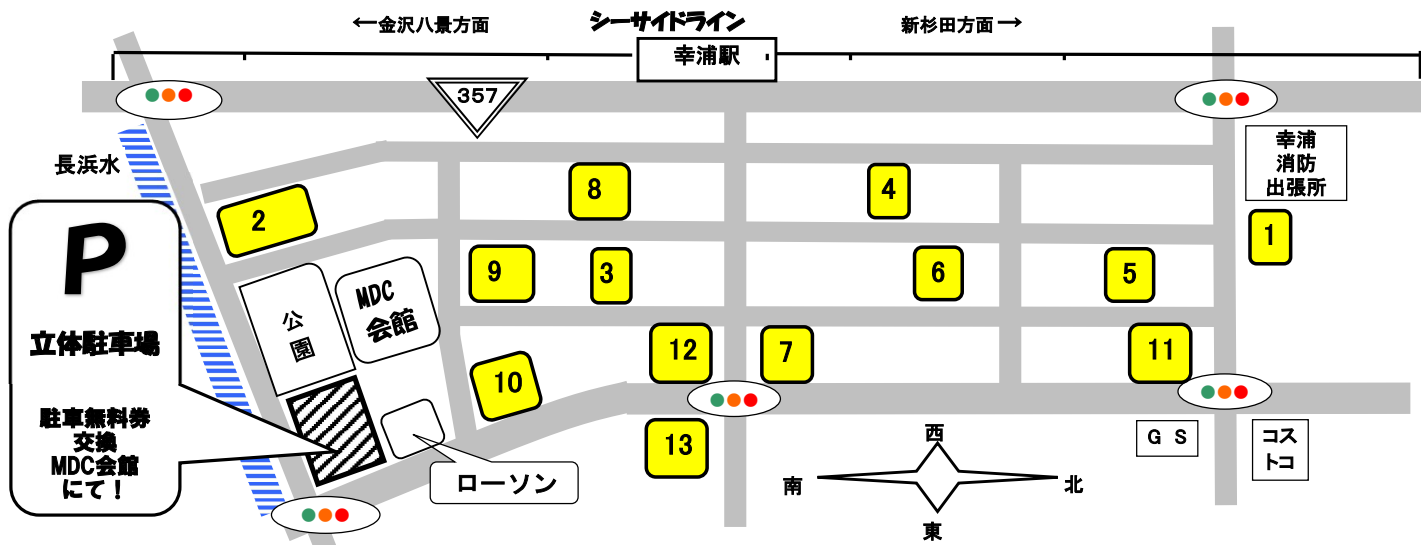 シーサイドライン
←金沢八景方面
新杉田方面→
幸浦駅
357
長浜水
幸浦
消防
出張所
8
4
2
1
9
3
6
5
P
立体駐車場
駐車無料券
交換
MDC会館
にて！
公
園
MDC
会館
12
7
11
10
13
ローソン
G S
コス
トコ
西
南
北
東